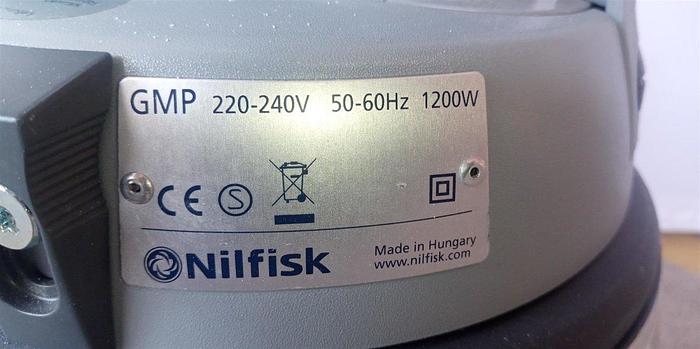 GMP 220-240V 50-60Hz 1200W
CE S
Nilfisk
Made in Hungary
www.nilfisk.com